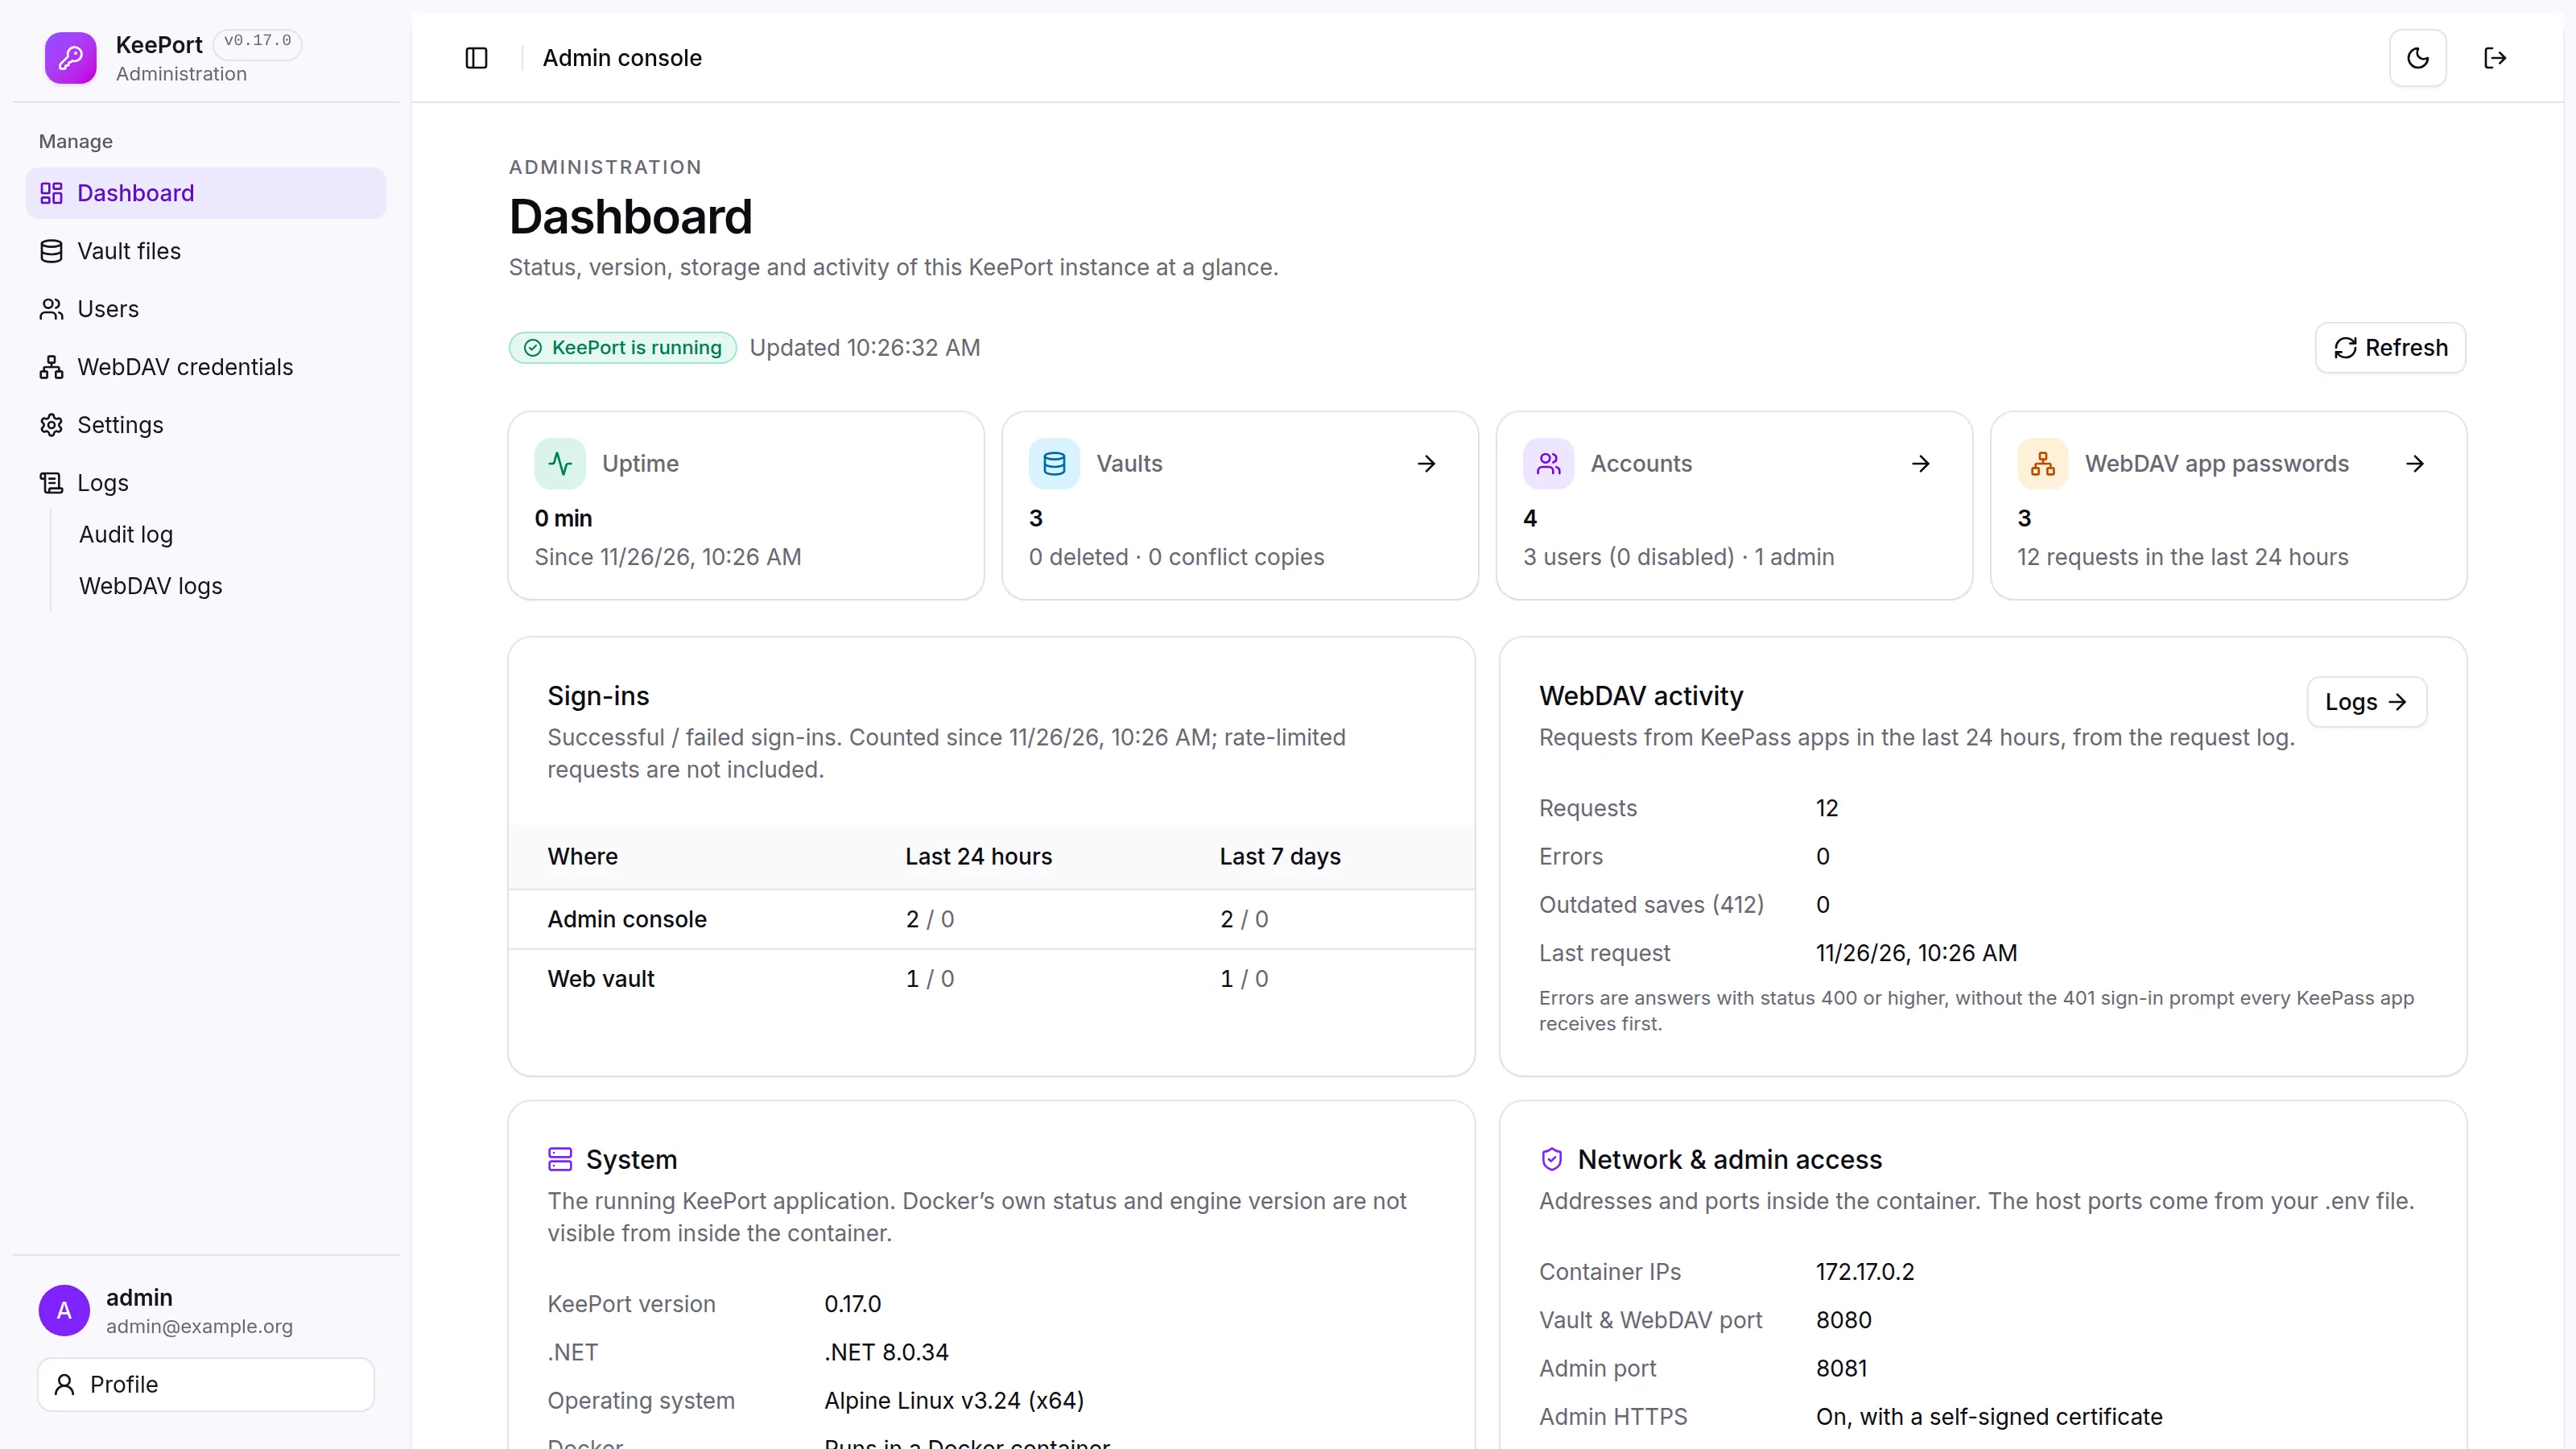 KeePort v0.17.0
Administration
Manage
Dashboard
Vault files
Users
WebDAV credentials
Settings
Logs
Audit log
WebDAV logs
A
admin
admin@example.org
Profile
Admin console
ADMINISTRATION
Dashboard
Status, version, storage and activity of this KeePort instance at a glance.
KeePort is running Updated 10:26:32 AM
Refresh
Uptime
0 min
Since 11/26/26, 10:26 AM
Vaults
3
0 deleted · 0 conflict copies
Accounts
4
3 users (0 disabled) · 1 admin
WebDAV app passwords
3
12 requests in the last 24 hours
Sign-ins
Successful / failed sign-ins. Counted since 11/26/26, 10:26 AM; rate-limited
requests are not included.
Where Last 24 hours Last 7 days
Admin console 2 / 0 2 / 0
Web vault 1 / 0 1 / 0
WebDAV activity
Logs
Requests from KeePass apps in the last 24 hours, from the request log.
Requests 12
Errors 0
Outdated saves (412) 0
Last request 11/26/26, 10:26 AM
Errors are answers with status 400 or higher, without the 401 sign-in prompt every KeePass app
receives first.
System
The running KeePort application. Docker’s own status and engine version are not
visible from inside the container.
KeePort version 0.17.0
.NET .NET 8.0.34
Operating system Alpine Linux v3.24 (x64)
Docker Runs in a Docker container
Network & admin access
Addresses and ports inside the container. The host ports come from your .env file.
Container IPs 172.17.0.2
Vault & WebDAV port 8080
Admin port 8081
Admin HTTPS On, with a self-signed certificate